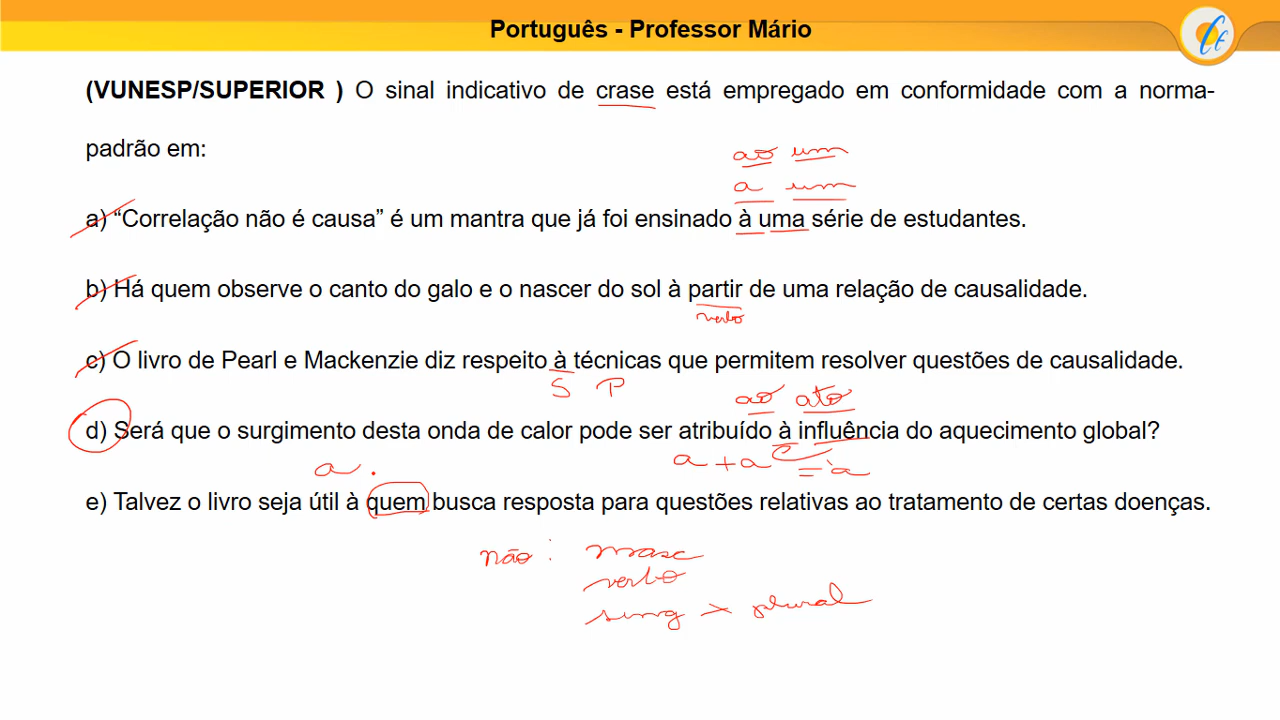 Português - Professor Mário
(VUNESP/SUPERIOR ) O sinal indicativo de crase está empregado em conformidade com a norma-
padrão em:
ao um
a um
a) “Correlação não é causa” é um mantra que já foi ensinado à uma série de estudantes.
b) Há quem observe o canto do galo e o nascer do sol à partir de uma relação de causalidade.
verbo
c) O livro de Pearl e Mackenzie diz respeito à técnicas que permitem resolver questões de causalidade.
S P
ao ato
d) Será que o surgimento desta onda de calor pode ser atribuído à influência do aquecimento global?
a + a = à
a
e) Talvez o livro seja útil à quem busca resposta para questões relativas ao tratamento de certas doenças.
não : masc
verbo
sing x plural